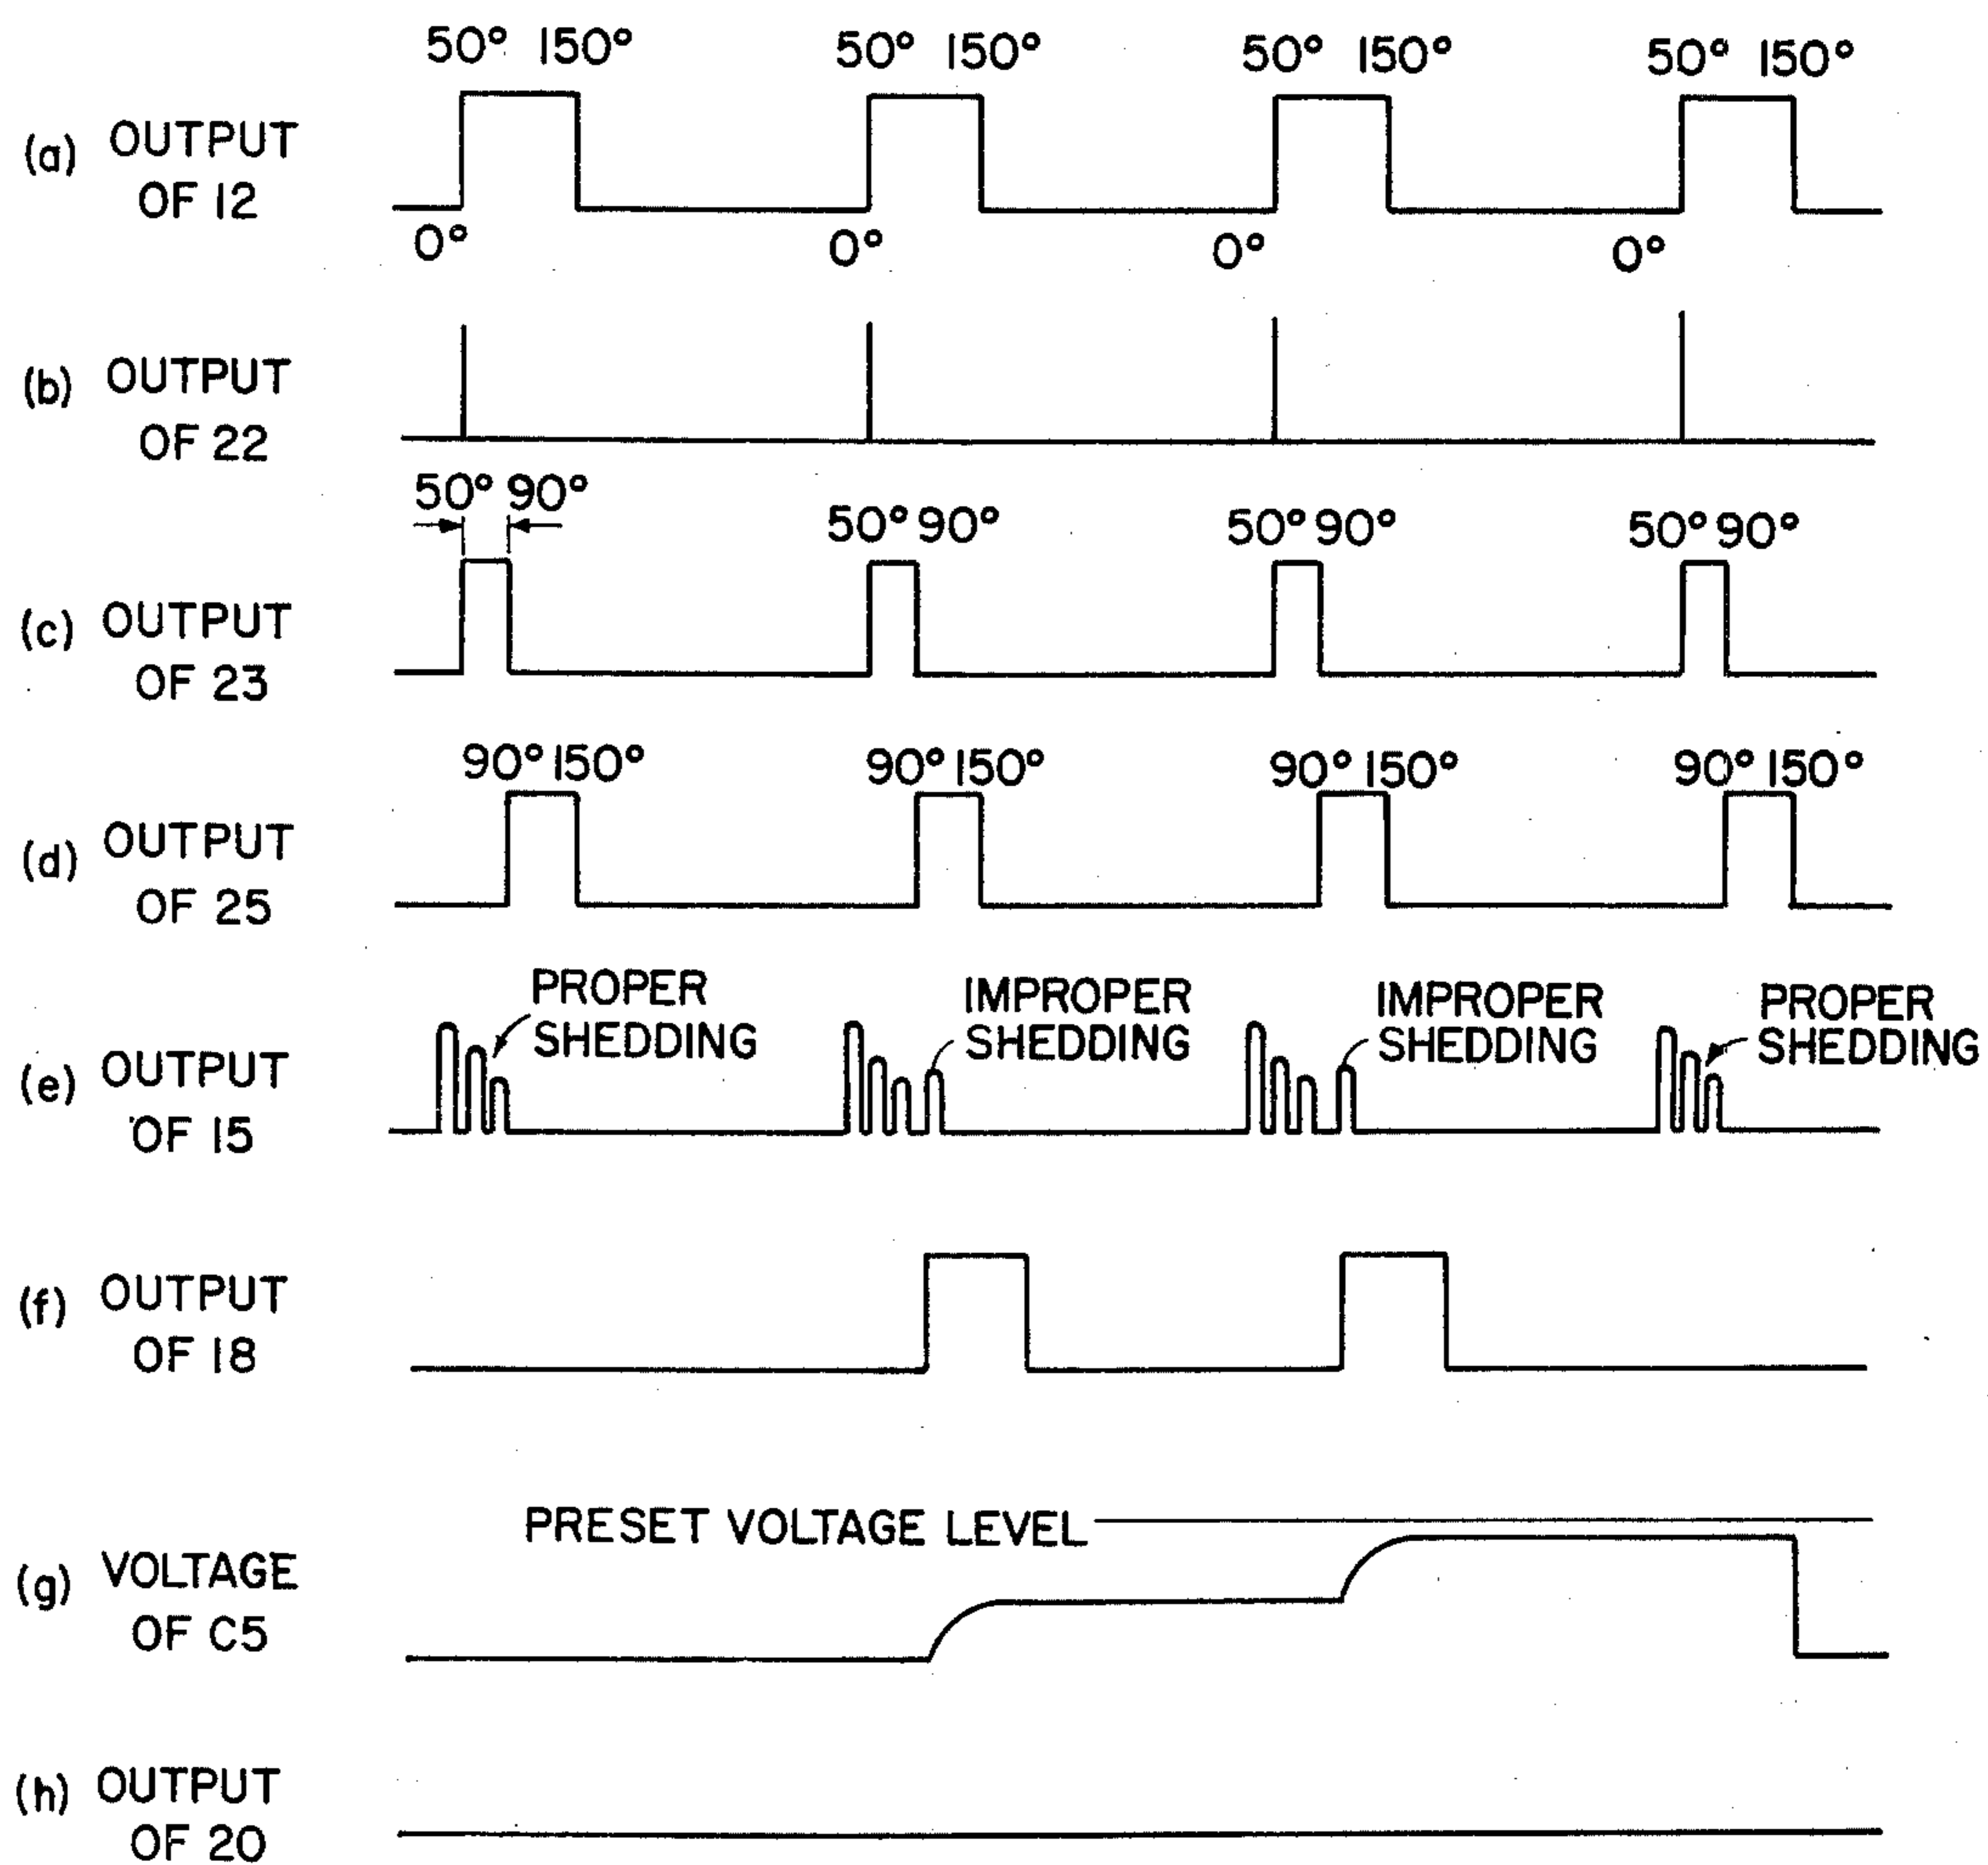 50° 150° 50° 150° 50° 150° 50° 150°
(a) OUTPUT
OF 12
0° 0° 0° 0°
(b) OUTPUT
OF 22
50° 90° 50° 90° 50° 90° 50° 90°
(c) OUTPUT
OF 23
90° 150° 90° 150° 90° 150° 90° 150°
(d) OUTPUT
OF 25
PROPER
SHEDDING
IMPROPER
SHEDDING
IMPROPER
SHEDDING
PROPER
SHEDDING
(e) OUTPUT
OF 15
(f) OUTPUT
OF 18
PRESET VOLTAGE LEVEL
(g) VOLTAGE
OF C5
(h) OUTPUT
OF 20